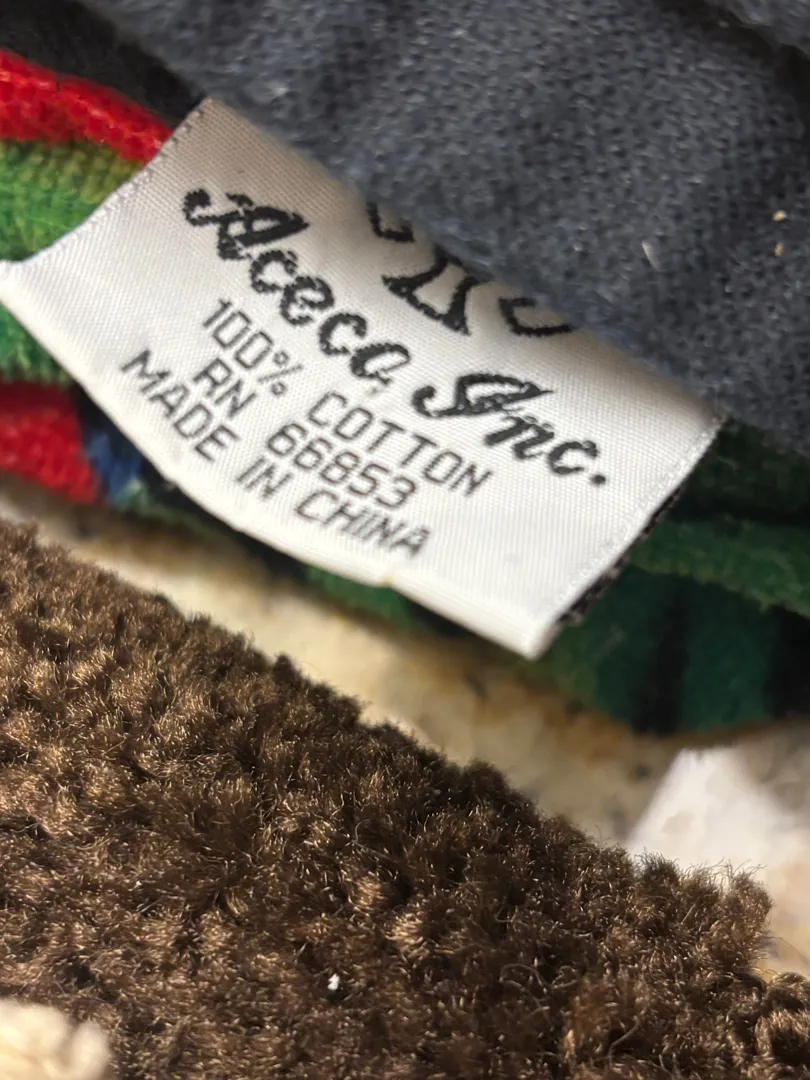 Aceco Inc.
100% COTTON
RN 66853
MADE IN CHINA